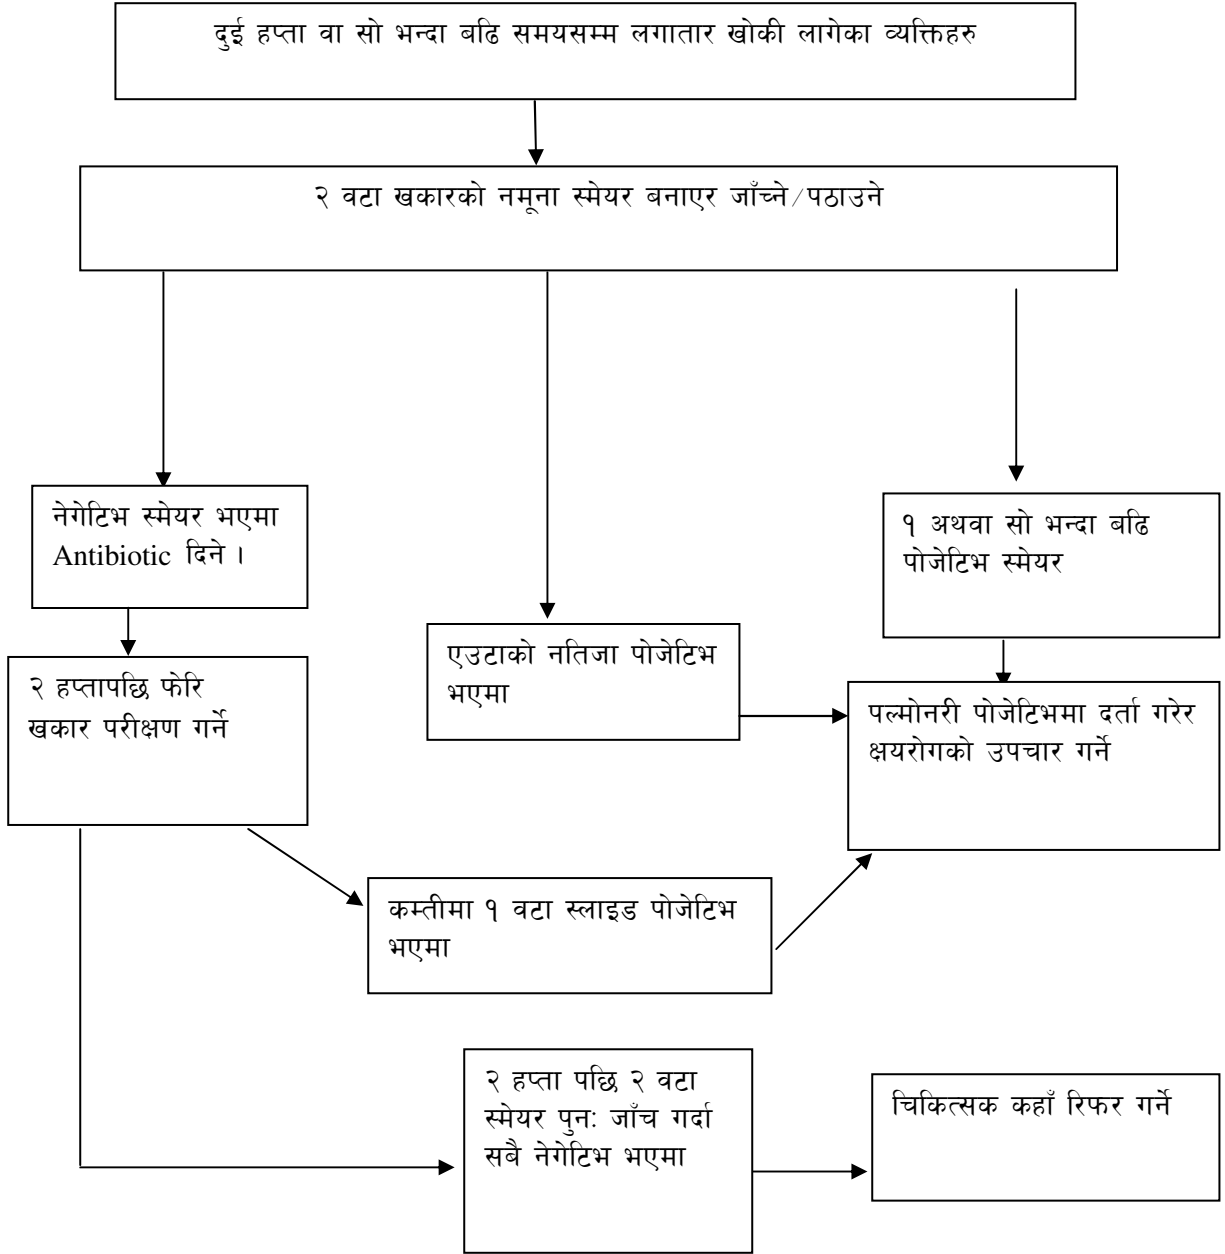 दुई हप्ता वा सो भन्दा बढि समयसम्म लगातार खोकी लागेका व्यक्तिहरु
२ वटा खकारको नमूना स्मेयर बनाएर जाँच्ने/पठाउने
नेगेटिभ स्मेयर भएमा
Antibiotic दिने ।
१ अथवा सो भन्दा बढि
पोजेटिभ स्मेयर
एउटाको नतिजा पोजेटिभ
भएमा
२ हप्तापछि फेरि
खकार परीक्षण गर्ने
पल्मोनरी पोजेटिभमा दर्ता गरेर
क्षयरोगको उपचार गर्ने
कम्तीमा १ वटा स्लाइड पोजेटिभ
भएमा
२ हप्ता पछि २ वटा
स्मेयर पुन: जाँच गर्दा
सबै नेगेटिभ भएमा
चिकित्सक कहाँ रिफर गर्ने